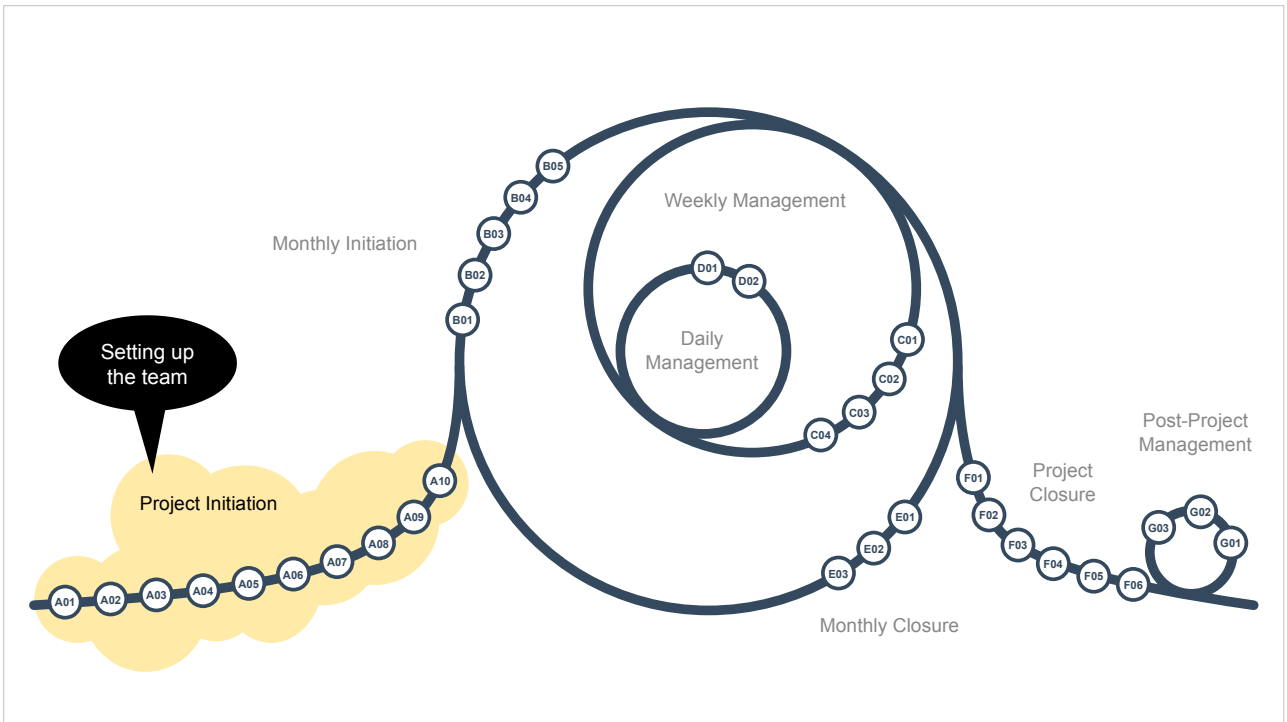 Setting up
the team
Project Initiation
A01
A02
A03
A04
A05
A06
A07
A08
A09
A10
Monthly Initiation
B01
B02
B03
B04
B05
Weekly Management
C01
C02
C03
C04
Daily
Management
D01
D02
Monthly Closure
E01
E02
E03
Project
Closure
F01
F02
F03
F04
F05
F06
Post-Project
Management
G01
G02
G03